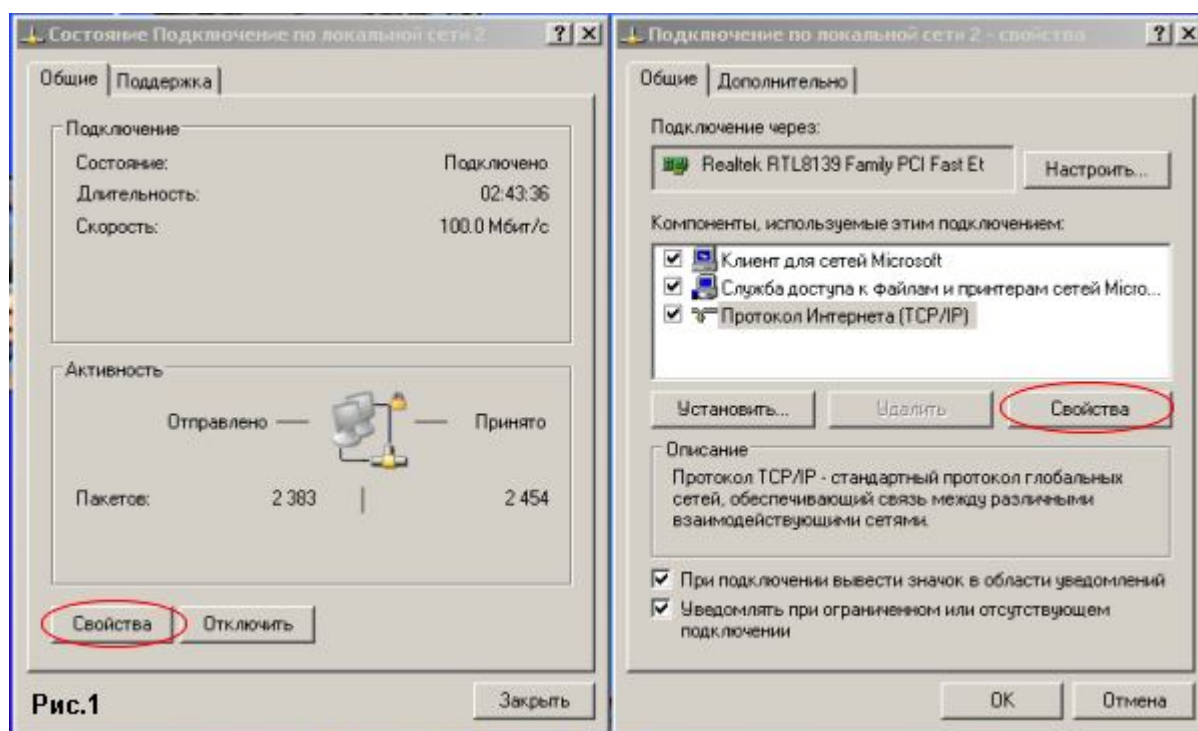 Состояние Подключение по локальной сети 2
Общие
Поддержка
Подключение
Состояние: Подключено
Длительность: 02:43:36
Скорость: 100.0 Мбит/с
Активность
Отправлено — — Принято
Пакетов: 2 383 2 454
Свойства
Отключить
Рис.1
Закрыть
Подключение по локальной сети 2 - свойства
Общие
Дополнительно
Подключение через:
Realtek RTL8139 Family PCI Fast Et
Настроить...
Компоненты, используемые этим подключением:
Клиент для сетей Microsoft
Служба доступа к файлам и принтерам сетей Micro...
Протокол Интернета (TCP/IP)
Установить...
Удалить
Свойства
Описание
Протокол TCP/IP - стандартный протокол глобальных
сетей, обеспечивающий связь между различными
взаимодействующими сетями.
При подключении вывести значок в области уведомлений
Уведомлять при ограниченном или отсутствующем
подключении
OK
Отмена